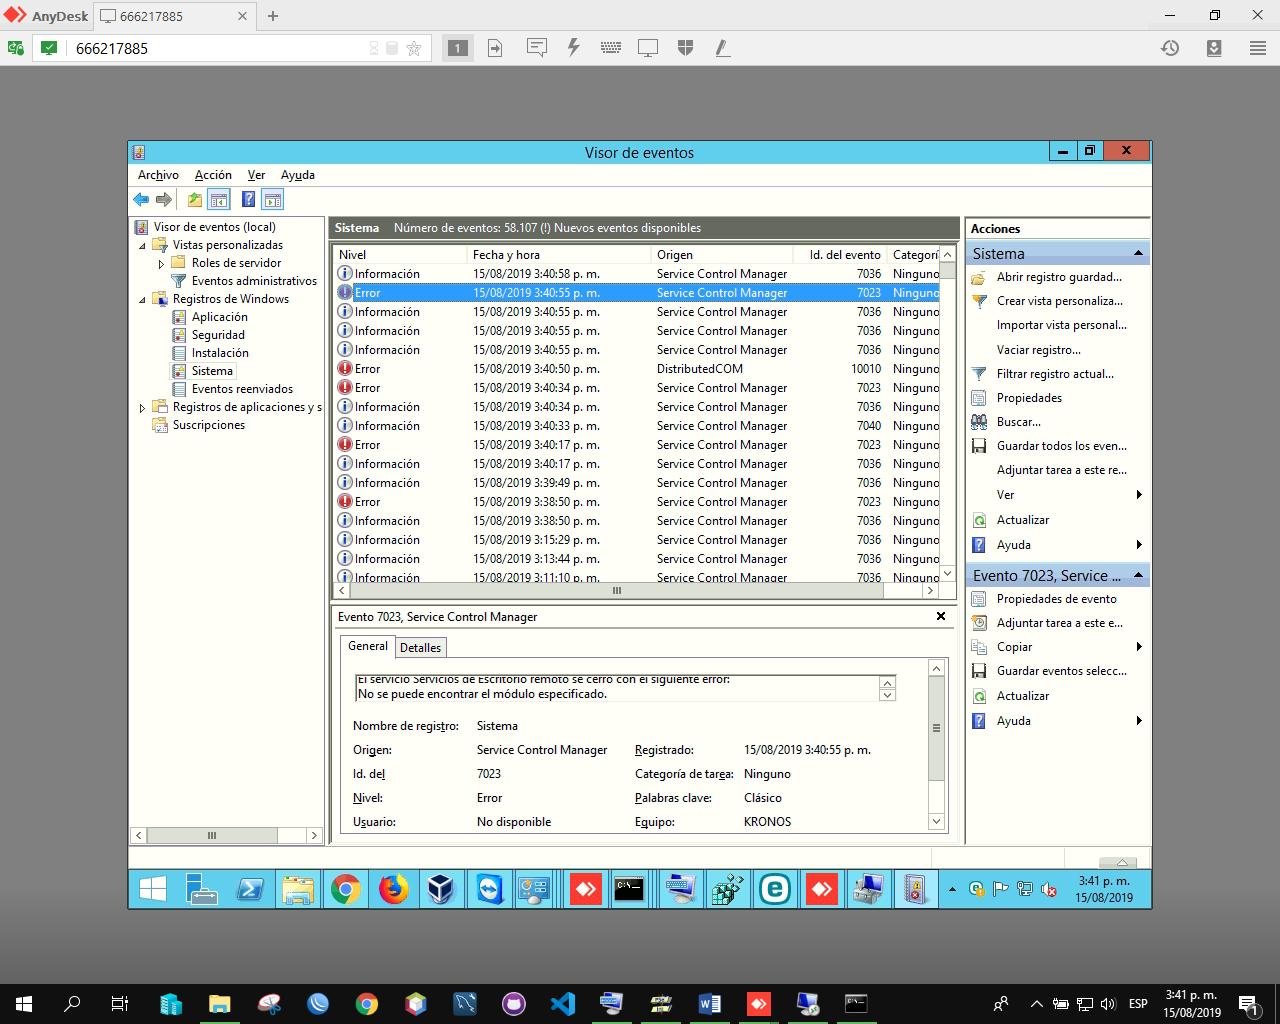 AnyDesk 666217885
666217885
1
Visor de eventos
Archivo Acción Ver Ayuda
Visor de eventos (local)
Vistas personalizadas
Roles de servidor
Eventos administrativos
Registros de Windows
Aplicación
Seguridad
Instalación
Sistema
Eventos reenviados
Registros de aplicaciones y s
Suscripciones
Sistema Número de eventos: 58.107 (!) Nuevos eventos disponibles
Nivel Fecha y hora Origen Id. del evento Categorí
Información 15/08/2019 3:40:58 p. m. Service Control Manager 7036 Ninguno
Error 15/08/2019 3:40:55 p. m. Service Control Manager 7023 Ninguno
Información 15/08/2019 3:40:55 p. m. Service Control Manager 7036 Ninguno
Información 15/08/2019 3:40:55 p. m. Service Control Manager 7036 Ninguno
Información 15/08/2019 3:40:55 p. m. Service Control Manager 7036 Ninguno
Error 15/08/2019 3:40:50 p. m. DistributedCOM 10010 Ninguno
Error 15/08/2019 3:40:34 p. m. Service Control Manager 7023 Ninguno
Información 15/08/2019 3:40:34 p. m. Service Control Manager 7036 Ninguno
Información 15/08/2019 3:40:33 p. m. Service Control Manager 7040 Ninguno
Error 15/08/2019 3:40:17 p. m. Service Control Manager 7023 Ninguno
Información 15/08/2019 3:40:17 p. m. Service Control Manager 7036 Ninguno
Información 15/08/2019 3:39:49 p. m. Service Control Manager 7036 Ninguno
Error 15/08/2019 3:38:50 p. m. Service Control Manager 7023 Ninguno
Información 15/08/2019 3:38:50 p. m. Service Control Manager 7036 Ninguno
Información 15/08/2019 3:15:29 p. m. Service Control Manager 7036 Ninguno
Información 15/08/2019 3:13:44 p. m. Service Control Manager 7036 Ninguno
Información 15/08/2019 3:11:10 p. m. Service Control Manager 7036 Ninguno
Evento 7023, Service Control Manager
General Detalles
El servicio Servicios de Escritorio remoto se cerró con el siguiente error:
No se puede encontrar el módulo especificado.
Nombre de registro: Sistema
Origen: Service Control Manager Registrado: 15/08/2019 3:40:55 p. m.
Id. del 7023 Categoría de tarea: Ninguno
Nivel: Error Palabras clave: Clásico
Usuario: No disponible Equipo: KRONOS
Acciones
Sistema
Abrir registro guardad...
Crear vista personaliza...
Importar vista personal...
Vaciar registro...
Filtrar registro actual...
Propiedades
Buscar...
Guardar todos los even...
Adjuntar tarea a este re...
Ver
Actualizar
Ayuda
Evento 7023, Service ...
Propiedades de evento
Adjuntar tarea a este e...
Copiar
Guardar eventos selecc...
Actualizar
Ayuda
3:41 p. m.
15/08/2019
ESP
3:41 p. m.
15/08/2019
1